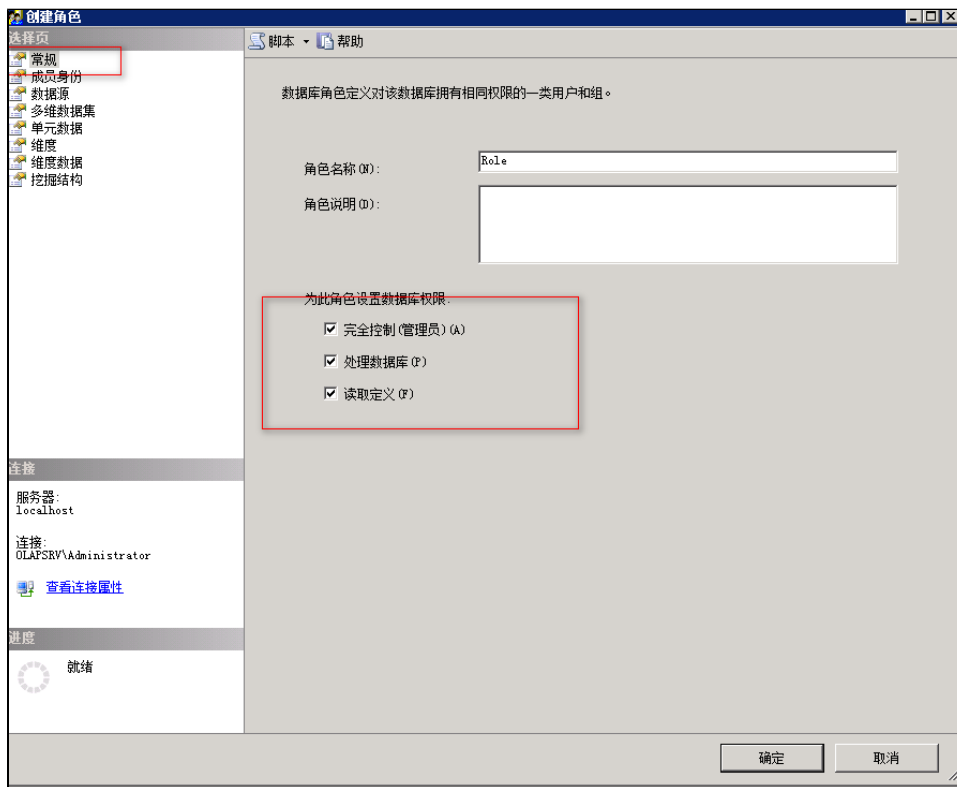 创建角色
选择页
常规
成员身份
数据源
多维数据集
单元数据
维度
维度数据
挖掘结构
脚本 帮助
数据库角色定义对该数据库拥有相同权限的一类用户和组。
角色名称(N): Role
角色说明(D):
为此角色设置数据库权限:
完全控制(管理员)(A)
处理数据库(P)
读取定义(F)
连接
服务器:
localhost
连接:
OLAPSRV\Administrator
查看连接属性
进度
就绪
确定 取消